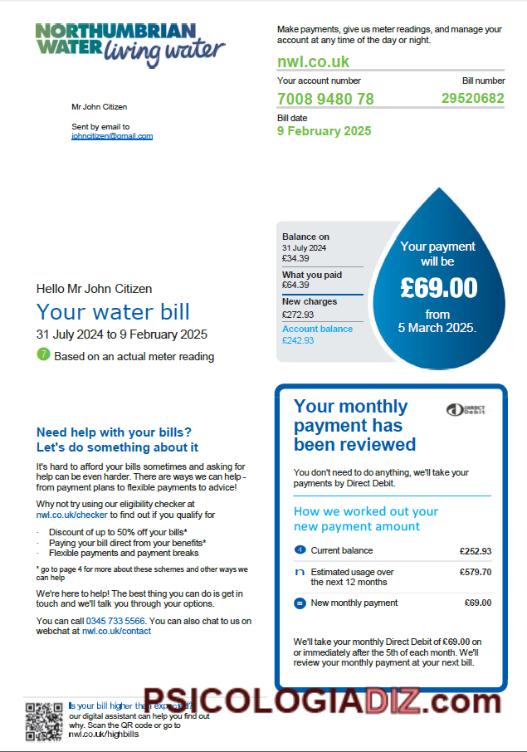 NORTHUMBRIAN
WATER living water
Make payments, give us meter readings, and manage your
account at any time of the day or night.
nwl.co.uk
Your account number
Bill number
7008 9480 78
29520682
Bill date
9 February 2025
Mr John Citizen
Sent by email to
johncitizen@gmail.com
Balance on
31 July 2024
£34.39
What you paid
£64.39
New charges
£272.93
Account balance
£242.93
Your payment
will be
£69.00
from
5 March 2025.
Hello Mr John Citizen
Your water bill
31 July 2024 to 9 February 2025
Based on an actual meter reading
Need help with your bills?
Let's do something about it
It's hard to afford your bills sometimes and asking for
help can be even harder. There are ways we can help -
from payment plans to flexible payments to advice!
Why not try using our eligibility checker at
nwl.co.uk/checker to find out if you qualify for
· Discount of up to 50% off your bills*
· Paying your bill direct from your benefits*
· Flexible payments and payment breaks
* go to page 4 for more about these schemes and other ways we
can help
We're here to help! The best thing you can do is get in
touch and we'll talk you through your options.
You can call 0345 733 5566. You can also chat to us on
webchat at nwl.co.uk/contact
Your monthly
payment has
been reviewed
DIRECT
Debit
You don't need to do anything, we'll take your
payments by Direct Debit.
How we worked out your
new payment amount
Current balance £252.93
n Estimated usage over
the next 12 months £579.70
= New monthly payment £69.00
We'll take your monthly Direct Debit of £69.00 on
or immediately after the 5th of each month. We'll
review your monthly payment at your next bill.
Is your bill higher than expected?
our digital assistant can help you find out
why. Scan the QR code or go to
nwl.co.uk/highbills
PSICOLOGIADIZ.com